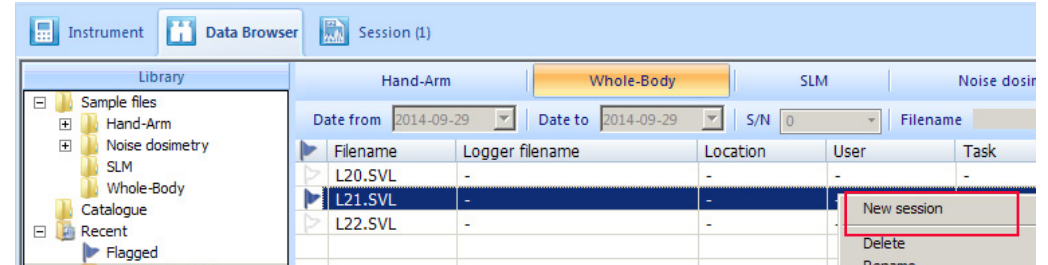 Instrument Data Browser Session (1)
Library Hand-Arm Whole-Body SLM Noise dosim
Sample files
Hand-Arm Date from 2014-09-29 Date to 2014-09-29 S/N 0 Filename
Noise dosimetry Filename Logger filename Location User Task
SLM L20.SVL - - - -
Whole-Body L21.SVL - - - New session
Catalogue L22.SVL - -
Recent Delete
Flagged Rename